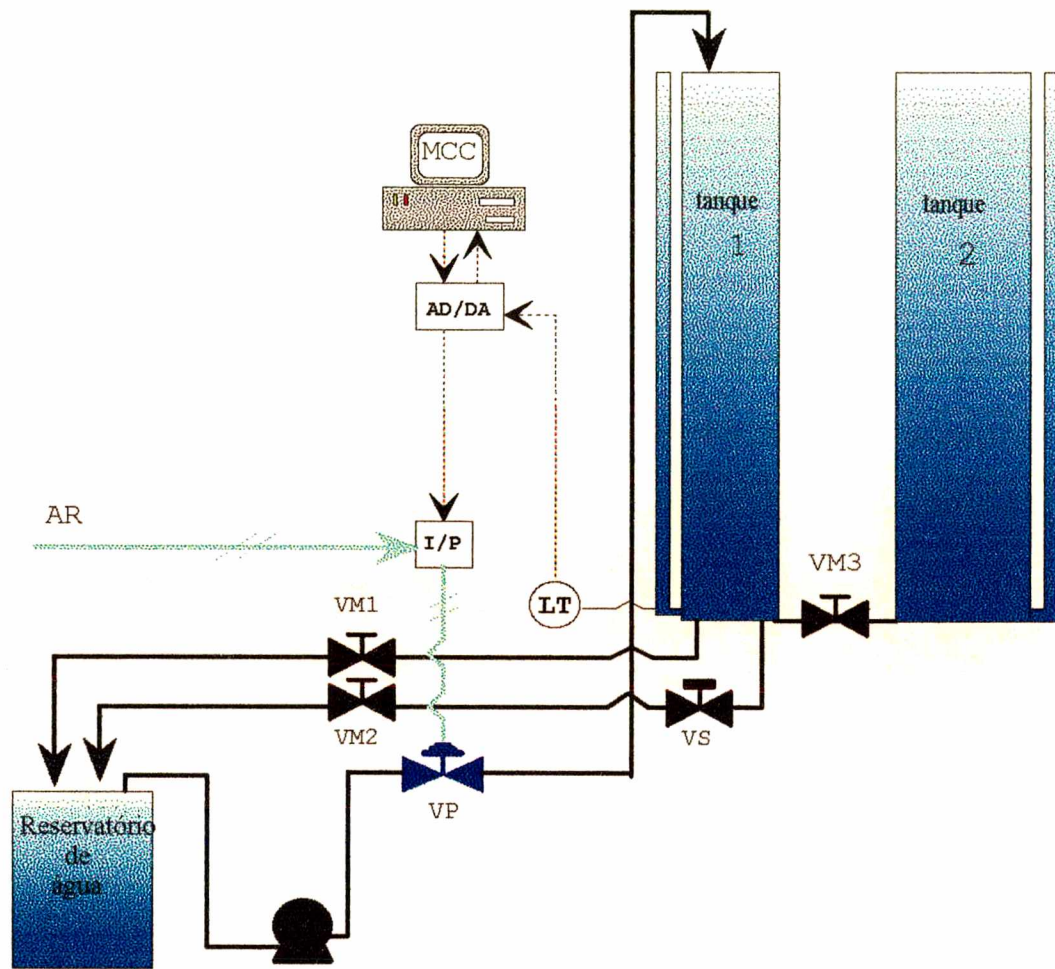 MCC
tanque
1
tanque
2
AD/DA
AR
I/P
LT
VM3
VM1
VM2
VS
VP
Reservatório
de
água